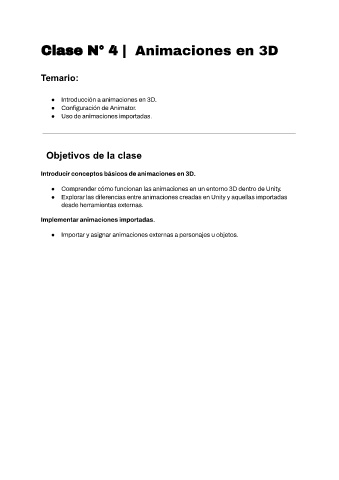 Clase N° 4 | Animaciones en 3D
Temario:
● Introducción a animaciones en 3D.
● Configuración de Animator.
● Uso de animaciones importadas.
Objetivos de la clase
Introducir conceptos básicos de animaciones en 3D.
● Comprender cómo funcionan las animaciones en un entorno 3D dentro de Unity.
● Explorar las diferencias entre animaciones creadas en Unity y aquellas importadas
desde herramientas externas.
Implementar animaciones importadas.
● Importar y asignar animaciones externas a personajes u objetos.